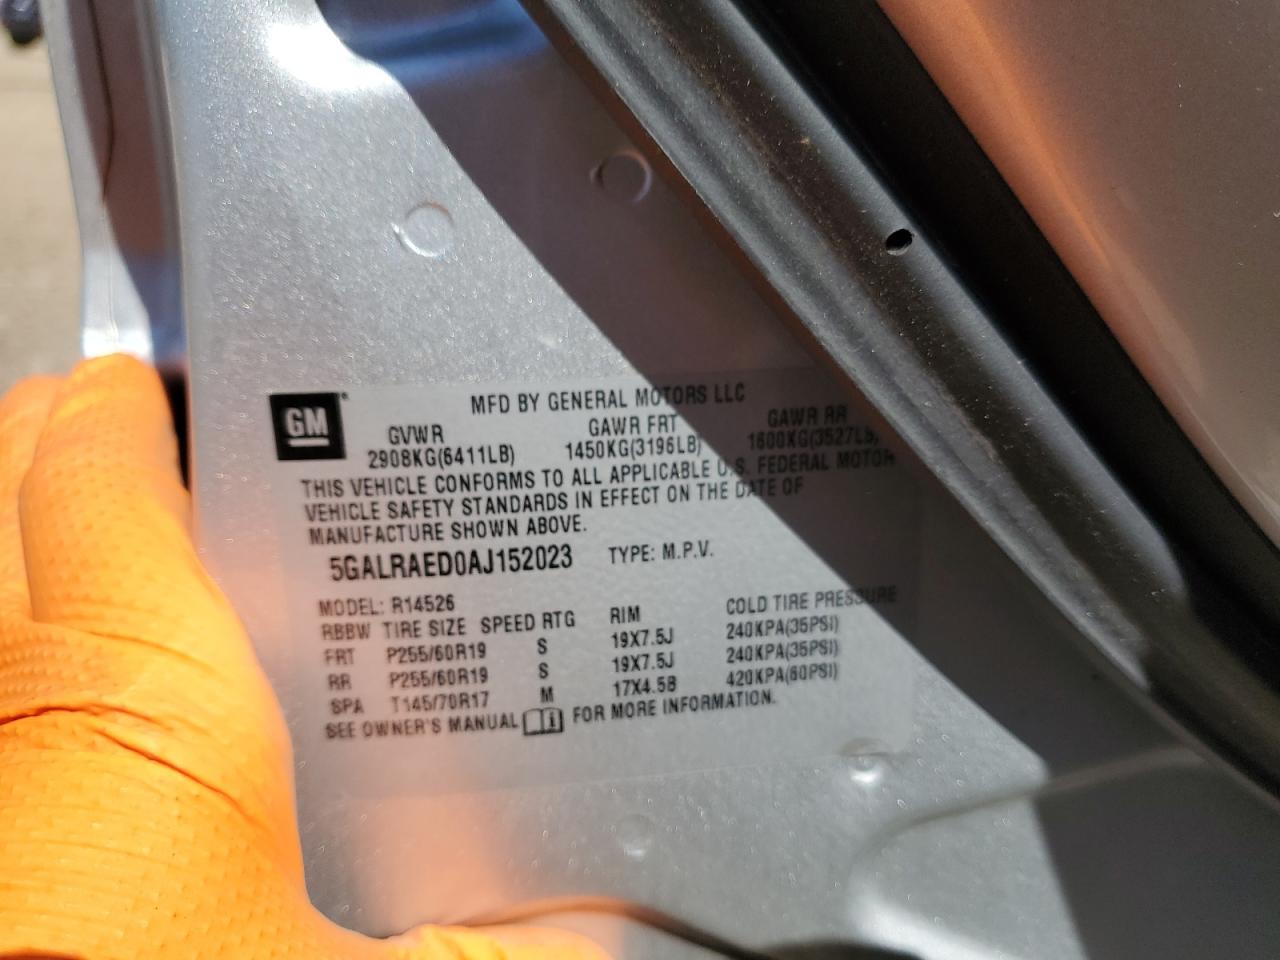 GM MFD BY GENERAL MOTORS LLC
GVWR GAWR FRT GAWR RR
2908KG(6411LB) 1450KG(3196LB) 1600KG(3527LB)
THIS VEHICLE CONFORMS TO ALL APPLICABLE U.S. FEDERAL MOTOR
VEHICLE SAFETY STANDARDS IN EFFECT ON THE DATE OF
MANUFACTURE SHOWN ABOVE.
5GALRAED0AJ152023 TYPE: M.P.V.
MODEL: R14526
RBBW TIRE SIZE SPEED RTG RIM COLD TIRE PRESSURE
FRT P255/60R19 S 19X7.5J 240KPA(35PSI)
RR P255/60R19 S 19X7.5J 240KPA(35PSI)
SPA T145/70R17 M 17X4.5B 420KPA(60PSI)
SEE OWNER'S MANUAL FOR MORE INFORMATION.